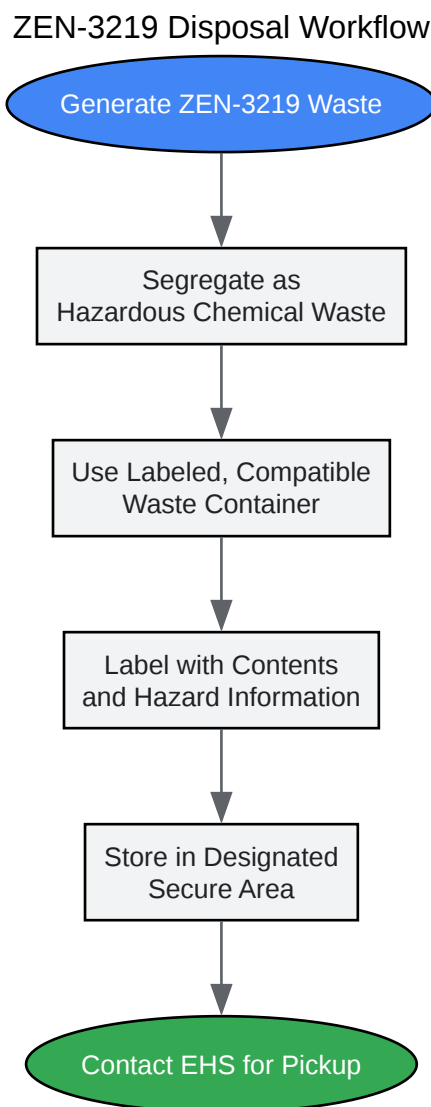 ZEN-3219 Disposal Workflow
Generate ZEN-3219 Waste
Segregate as
Hazardous Chemical Waste
Use Labeled, Compatible
Waste Container
Label with Contents
and Hazard Information
Store in Designated
Secure Area
Contact EHS for Pickup